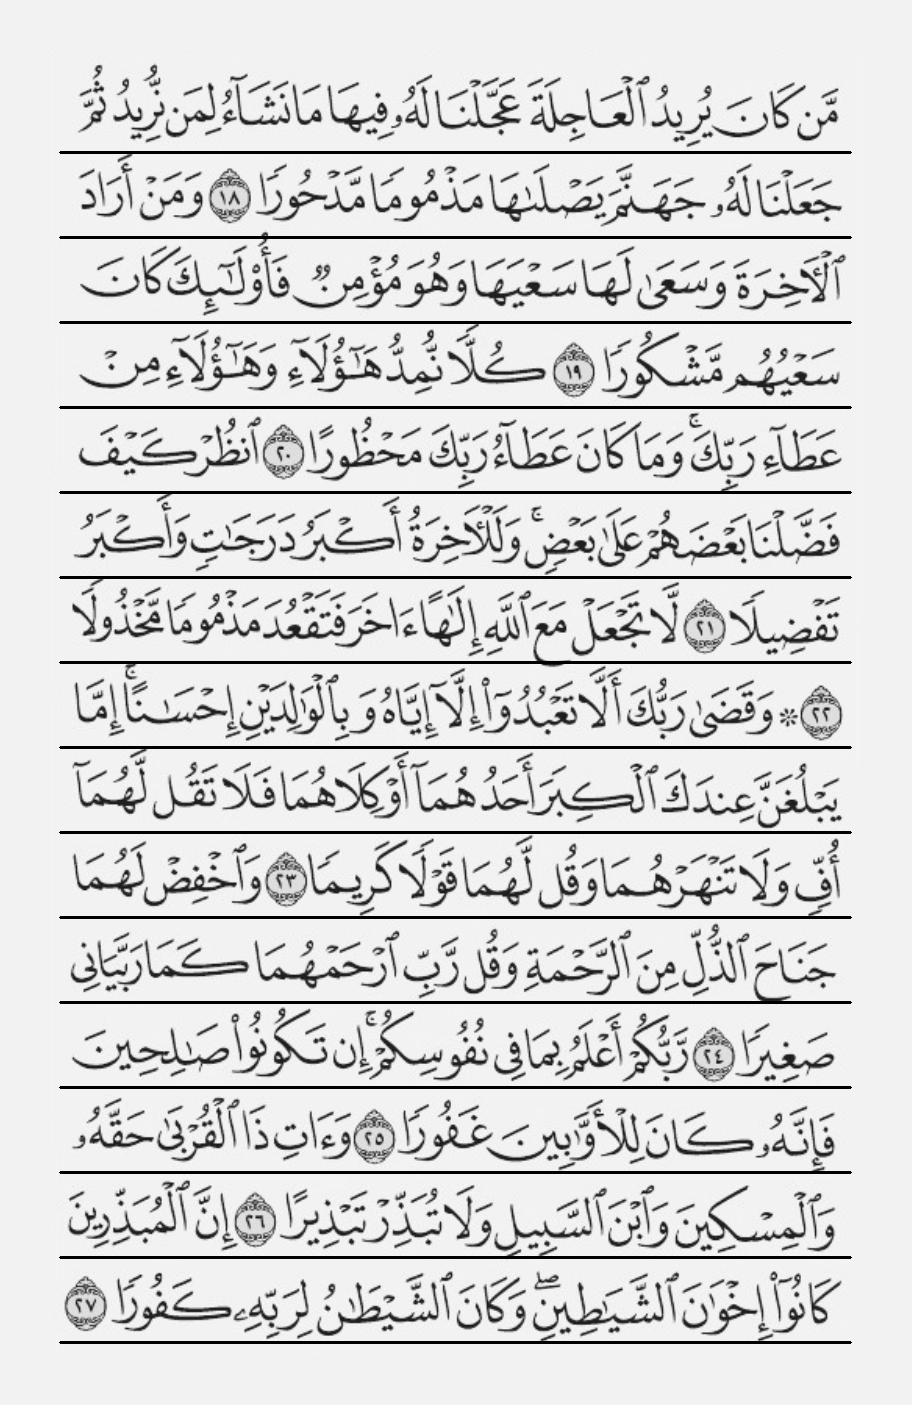 مَّن كَانَ يُرِيدُ ٱلْعَاجِلَةَ عَجَّلْنَا لَهُۥ فِيهَا مَا نَشَآءُ لِمَن نُّرِيدُ ثُمَّ
جَعَلْنَا لَهُۥ جَهَنَّمَ يَصْلَىٰهَا مَذْمُومًا مَّدْحُورًا ١٨ وَمَنْ أَرَادَ
ٱلْـَٔاخِرَةَ وَسَعَىٰ لَهَا سَعْيَهَا وَهُوَ مُؤْمِنٌ فَأُو۟لَـٰٓئِكَ كَانَ
سَعْيُهُم مَّشْكُورًا ١٩ كُلًّا نُّمِدُّ هَـٰٓؤُلَآءِ وَهَـٰٓؤُلَآءِ مِنْ
عَطَآءِ رَبِّكَ ۚ وَمَا كَانَ عَطَآءُ رَبِّكَ مَحْظُورًا ٢٠ ٱنظُرْ كَيْفَ
فَضَّلْنَا بَعْضَهُمْ عَلَىٰ بَعْضٍ ۚ وَلَلْـَٔاخِرَةُ أَكْبَرُ دَرَجَـٰتٍ وَأَكْبَرُ
تَفْضِيلًا ٢١ لَّا تَجْعَلْ مَعَ ٱللَّهِ إِلَـٰهًا ءَاخَرَ فَتَقْعُدَ مَذْمُومًا مَّخْذُولًا
٢٢ ۞ وَقَضَىٰ رَبُّكَ أَلَّا تَعْبُدُوٓا۟ إِلَّآ إِيَّاهُ وَبِٱلْوَٰلِدَيْنِ إِحْسَـٰنًا ۚ إِمَّا
يَبْلُغَنَّ عِندَكَ ٱلْكِبَرَ أَحَدُهُمَآ أَوْ كِلَاهُمَا فَلَا تَقُل لَّهُمَآ
أُفٍّ وَلَا تَنْهَرْهُمَا وَقُل لَّهُمَا قَوْلًا كَرِيمًا ٢٣ وَٱخْفِضْ لَهُمَا
جَنَاحَ ٱلذُّلِّ مِنَ ٱلرَّحْمَةِ وَقُل رَّبِّ ٱرْحَمْهُمَا كَمَا رَبَّيَانِى
صَغِيرًا ٢٤ رَّبُّكُمْ أَعْلَمُ بِمَا فِى نُفُوسِكُمْ ۚ إِن تَكُونُوا۟ صَـٰلِحِينَ
فَإِنَّهُۥ كَانَ لِلْأَوَّٰبِينَ غَفُورًا ٢٥ وَءَاتِ ذَا ٱلْقُرْبَىٰ حَقَّهُۥ
وَٱلْمِسْكِينَ وَٱبْنَ ٱلسَّبِيلِ وَلَا تُبَذِّرْ تَبْذِيرًا ٢٦ إِنَّ ٱلْمُبَذِّرِينَ
كَانُوٓا۟ إِخْوَٰنَ ٱلشَّيَـٰطِينِ ۖ وَكَانَ ٱلشَّيْطَـٰنُ لِرَبِّهِۦ كَفُورًا ٢٧